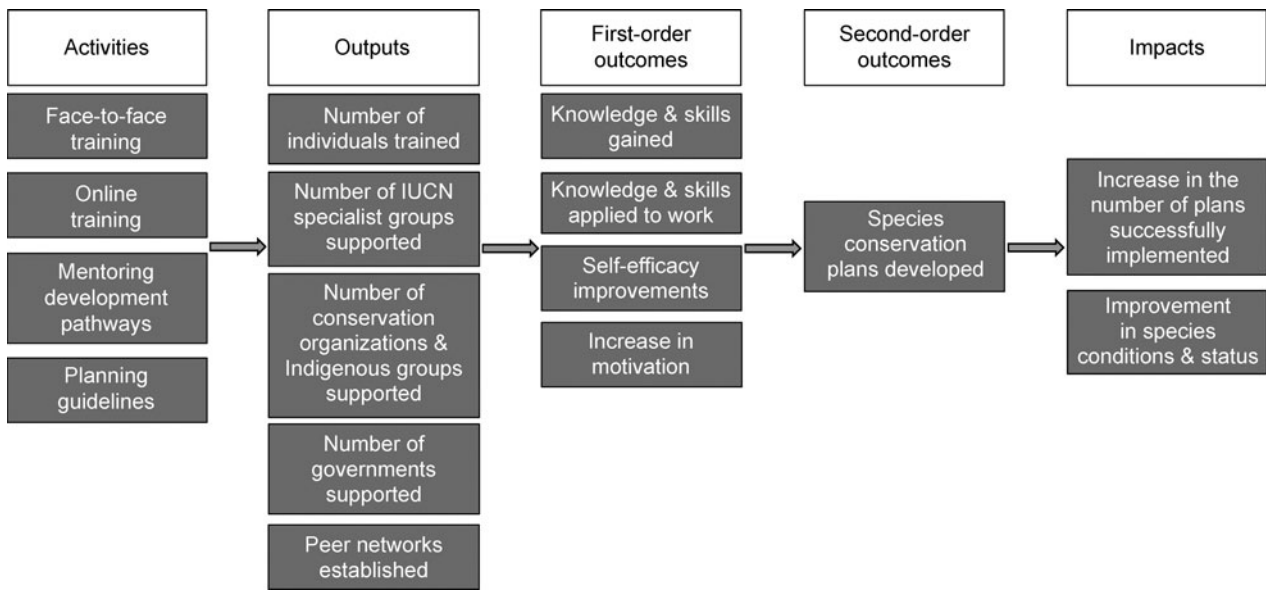 Activities
Face-to-face
training
Online
training
Mentoring
development
pathways
Planning
guidelines
Outputs
Number of
individuals trained
Number of IUCN
specialist groups
supported
Number of
conservation
organizations &
Indigenous groups
supported
Number of
governments
supported
Peer networks
established
First-order
outcomes
Knowledge & skills
gained
Knowledge & skills
applied to work
Self-efficacy
improvements
Increase in
motivation
Second-order
outcomes
Species
conservation
plans developed
Impacts
Increase in the
number of plans
successfully
implemented
Improvement
in species
conditions & status